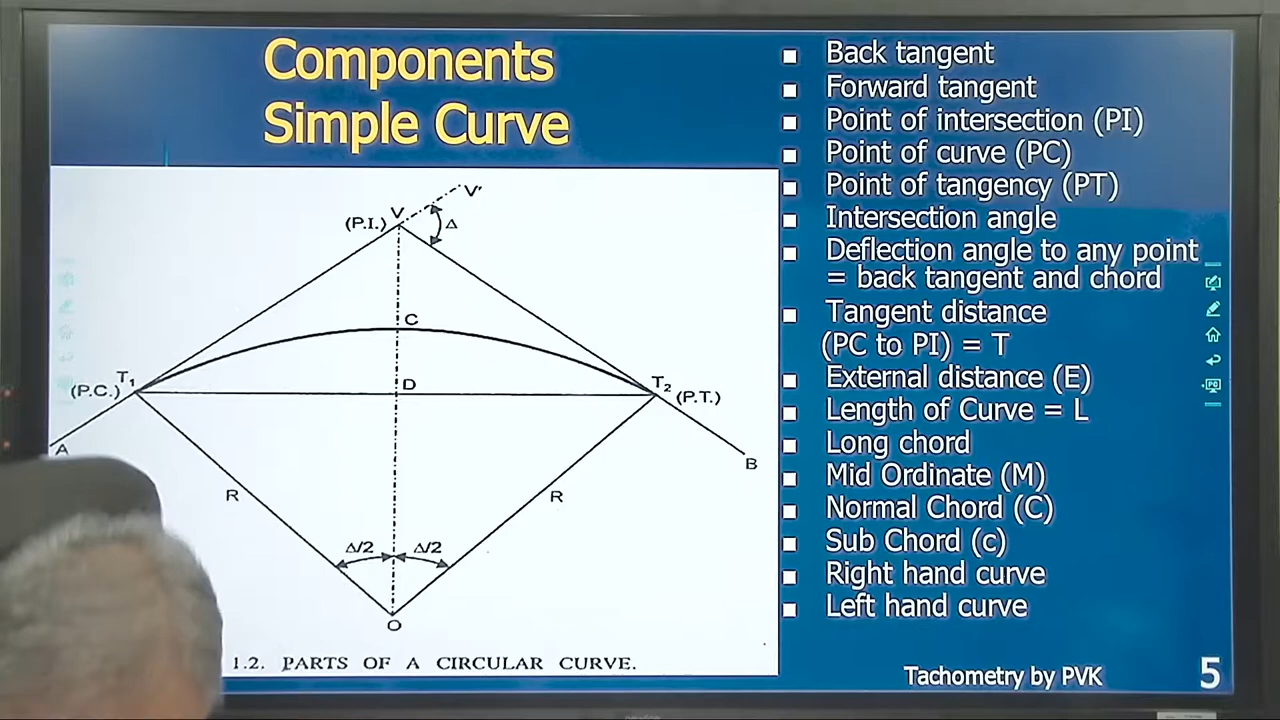 Components
Simple Curve
V'
V
(P.I.)
Δ
C
T1
(P.C.)
D
T2
(P.T.)
A
B
R
R
Δ/2
Δ/2
O
1.2. PARTS OF A CIRCULAR CURVE.
Back tangent
Forward tangent
Point of intersection (PI)
Point of curve (PC)
Point of tangency (PT)
Intersection angle
Deflection angle to any point
= back tangent and chord
Tangent distance
(PC to PI) = T
External distance (E)
Length of Curve = L
Long chord
Mid Ordinate (M)
Normal Chord (C)
Sub Chord (c)
Right hand curve
Left hand curve
Tachometry by PVK
5